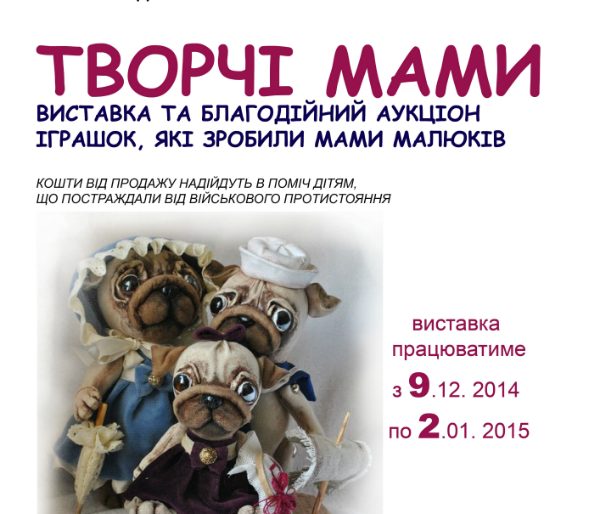 ТВОРЧІ МАМИ
ВИСТАВКА ТА БЛАГОДІЙНИЙ АУКЦІОН
ІГРАШОК, ЯКІ ЗРОБИЛИ МАМИ МАЛЮКІВ
КОШТИ ВІД ПРОДАЖУ НАДІЙДУТЬ В ПОМІЧ ДІТЯМ,
ЩО ПОСТРАЖДАЛИ ВІД ВІЙСЬКОВОГО ПРОТИСТОЯННЯ
виставка
працюватиме
з 9.12. 2014
по 2.01. 2015